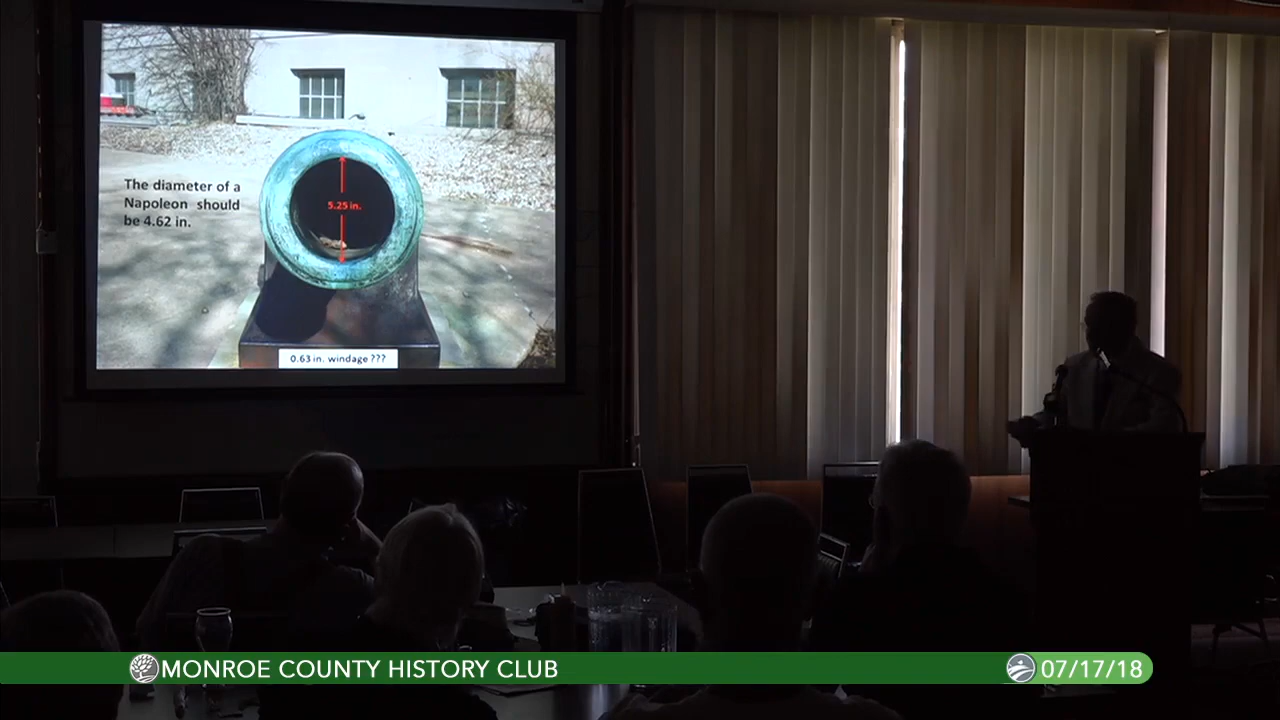 The diameter of a
Napoleon should
be 4.62 in.
5.25 in.
0.63 in. windage ???
MONROE COUNTY HISTORY CLUB
07/17/18